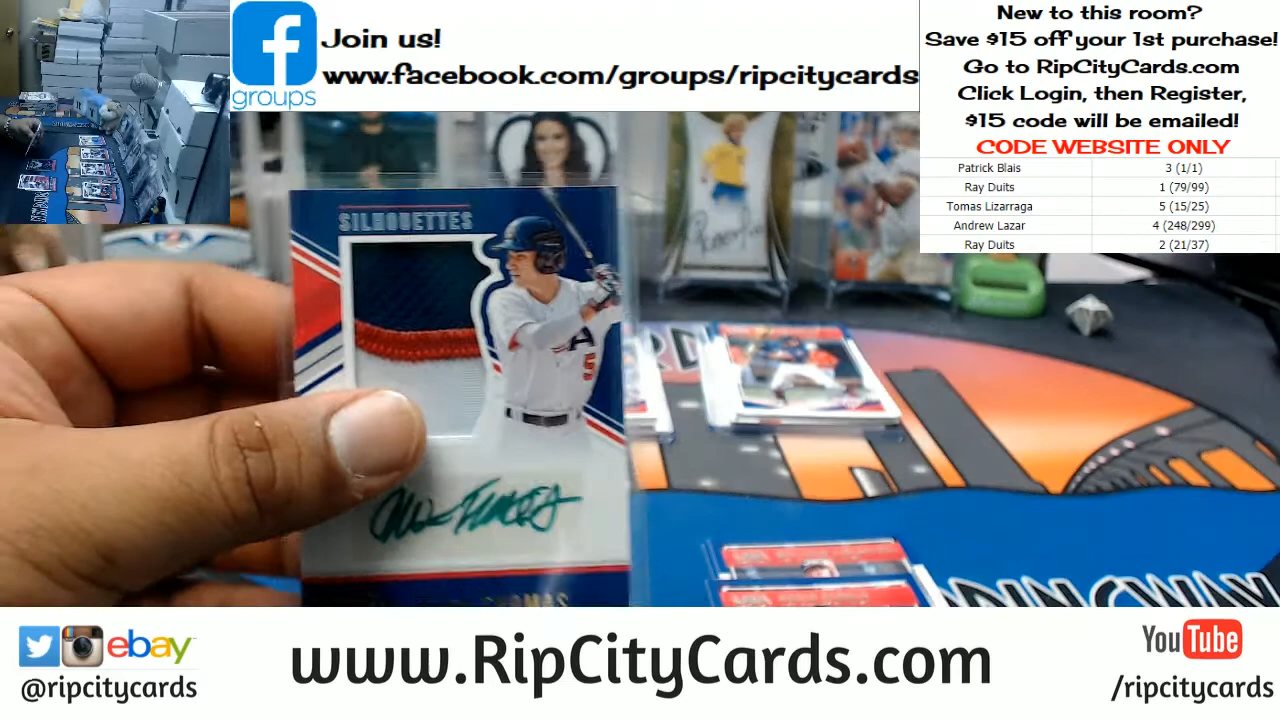 Join us!
www.facebook.com/groups/ripcitycards
groups
New to this room?
Save $15 off your 1st purchase!
Go to RipCityCards.com
Click Login, then Register,
$15 code will be emailed!
CODE WEBSITE ONLY
Patrick Blais 3 (1/1)
Ray Duits 1 (79/99)
Tomas Lizarraga 5 (15/25)
Andrew Lazar 4 (248/299)
Ray Duits 2 (21/37)
SILHOUETTES
5
THOMAS
ebay
@ripcitycards
www.RipCityCards.com
YouTube
/ripcitycards